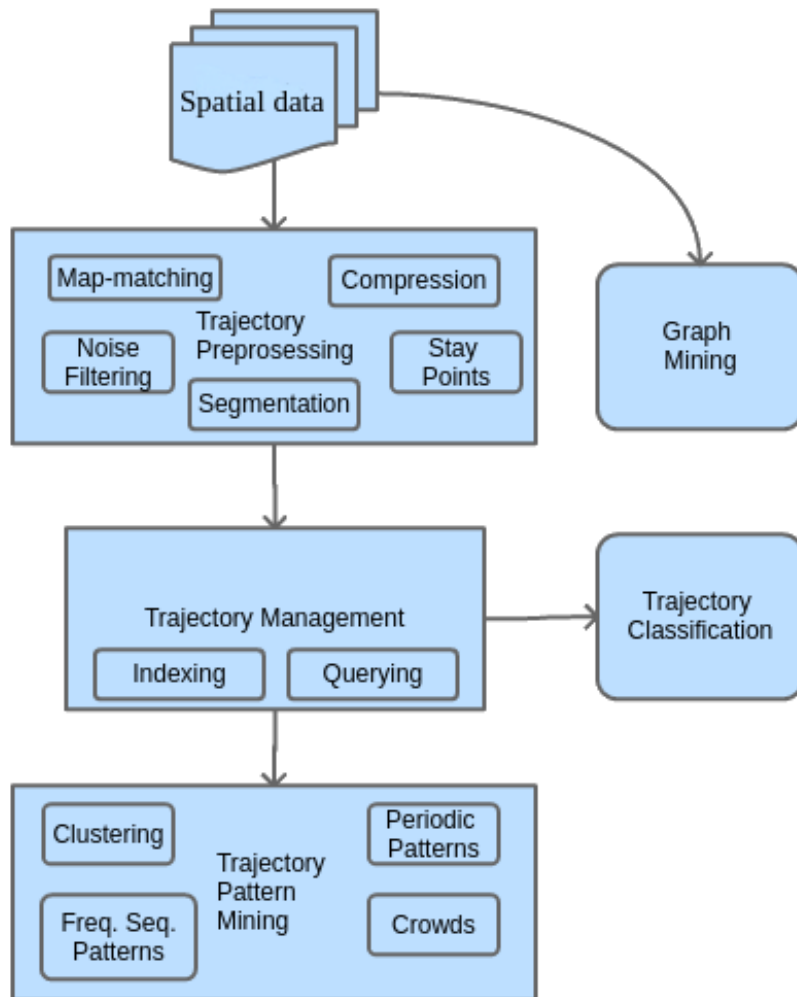 Spatial data
Map-matching
Compression
Trajectory
Preprosessing
Noise
Filtering
Stay
Points
Segmentation
Graph
Mining
Trajectory Management
Indexing
Querying
Trajectory
Classification
Clustering
Periodic
Patterns
Trajectory
Pattern
Mining
Freq. Seq.
Patterns
Crowds